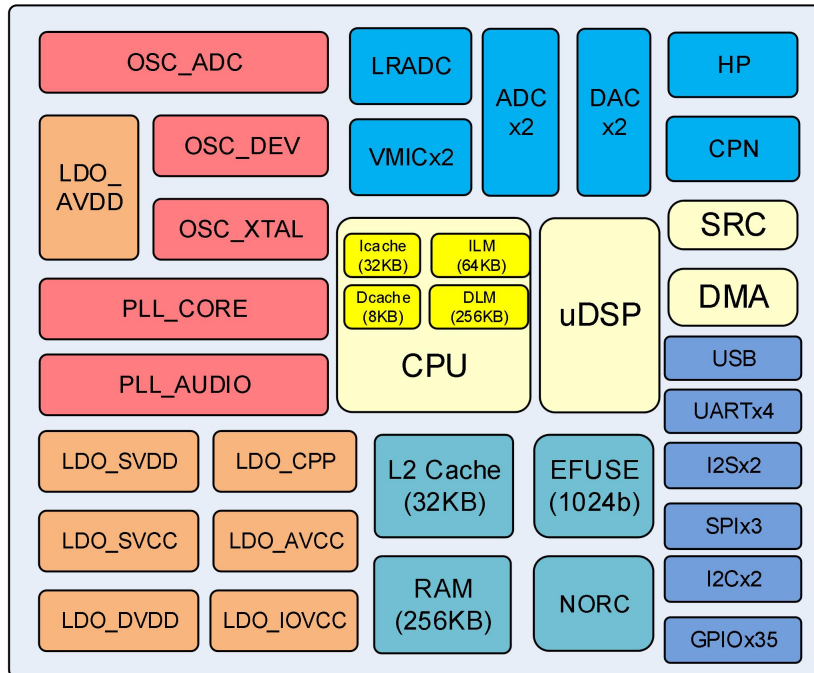 OSC_ADC
LRADC
ADC
x2
DAC
x2
HP
LDO_
AVDD
OSC_DEV
VMICx2
CPN
OSC_XTAL
SRC
Icache
(32KB)
ILM
(64KB)
Dcache
(8KB)
DLM
(256KB)
CPU
uDSP
DMA
PLL_CORE
PLL_AUDIO
USB
UARTx4
LDO_SVDD
LDO_CPP
L2 Cache
(32KB)
EFUSE
(1024b)
I2Sx2
LDO_SVCC
LDO_AVCC
SPIx3
I2Cx2
LDO_DVDD
LDO_IOVCC
RAM
(256KB)
NORC
GPIOx35